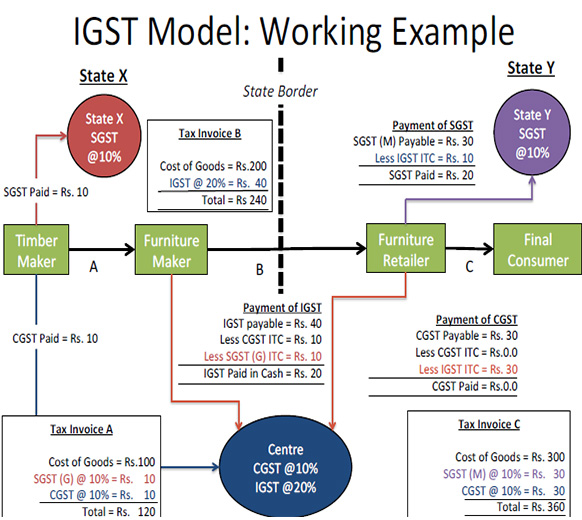 IGST Model: Working Example
State X
State Border
State Y
State X
SGST
@10%
Tax Invoice B
Cost of Goods = Rs.200
IGST @ 20% = Rs. 40
Total = Rs 240
Payment of SGST
SGST (M) Payable = Rs. 30
Less IGST ITC = Rs. 10
SGST Paid = Rs. 20
State Y
SGST
@10%
SGST Paid = Rs. 10
Timber
Maker
A
Furniture
Maker
B
Furniture
Retailer
C
Final
Consumer
CGST Paid = Rs. 10
Payment of IGST
IGST payable = Rs. 40
Less CGST ITC = Rs. 10
Less SGST (G) ITC = Rs. 10
IGST Paid in Cash = Rs. 20
Payment of CGST
CGST Payable = Rs. 30
Less CGST ITC = Rs.0.0
Less IGST ITC = Rs. 30
CGST Paid = Rs.0.0
Tax Invoice A
Cost of Goods = Rs.100
SGST (G) @ 10% = Rs. 10
CGST @ 10% = Rs. 10
Total = Rs. 120
Centre
CGST @10%
IGST @20%
Tax Invoice C
Cost of Goods = Rs. 300
SGST (M) @ 10% = Rs. 30
CGST @ 10% = Rs. 30
Total = Rs. 360